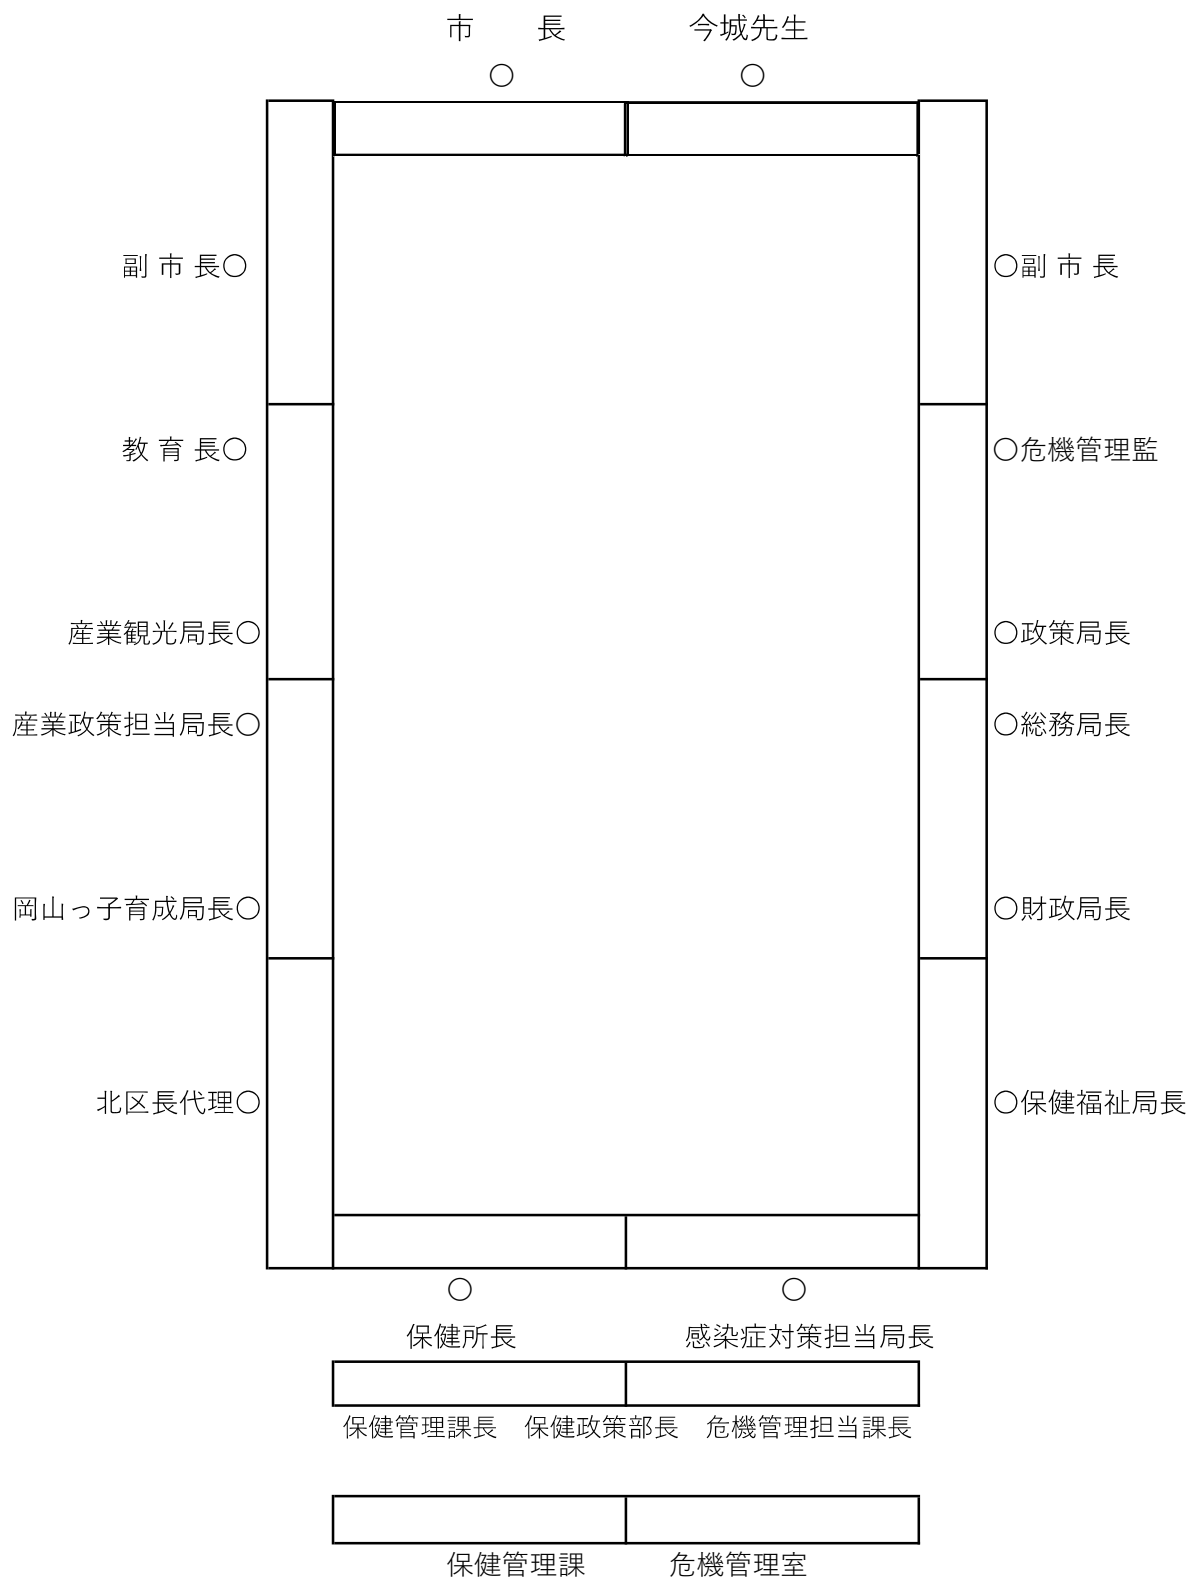 市　　長　　　　今城先生
○　　　　○
副 市 長○　　　　○副 市 長
教 育 長○　　　　○危機管理監
産業観光局長○　　　　○政策局長
産業政策担当局長○　　　　○総務局長
岡山っ子育成局長○　　　　○財政局長
北区長代理○　　　　○保健福祉局長
○　　　　○
保健所長　　　　感染症対策担当局長
保健管理課長　保健政策部長　危機管理担当課長
保健管理課　　　危機管理室